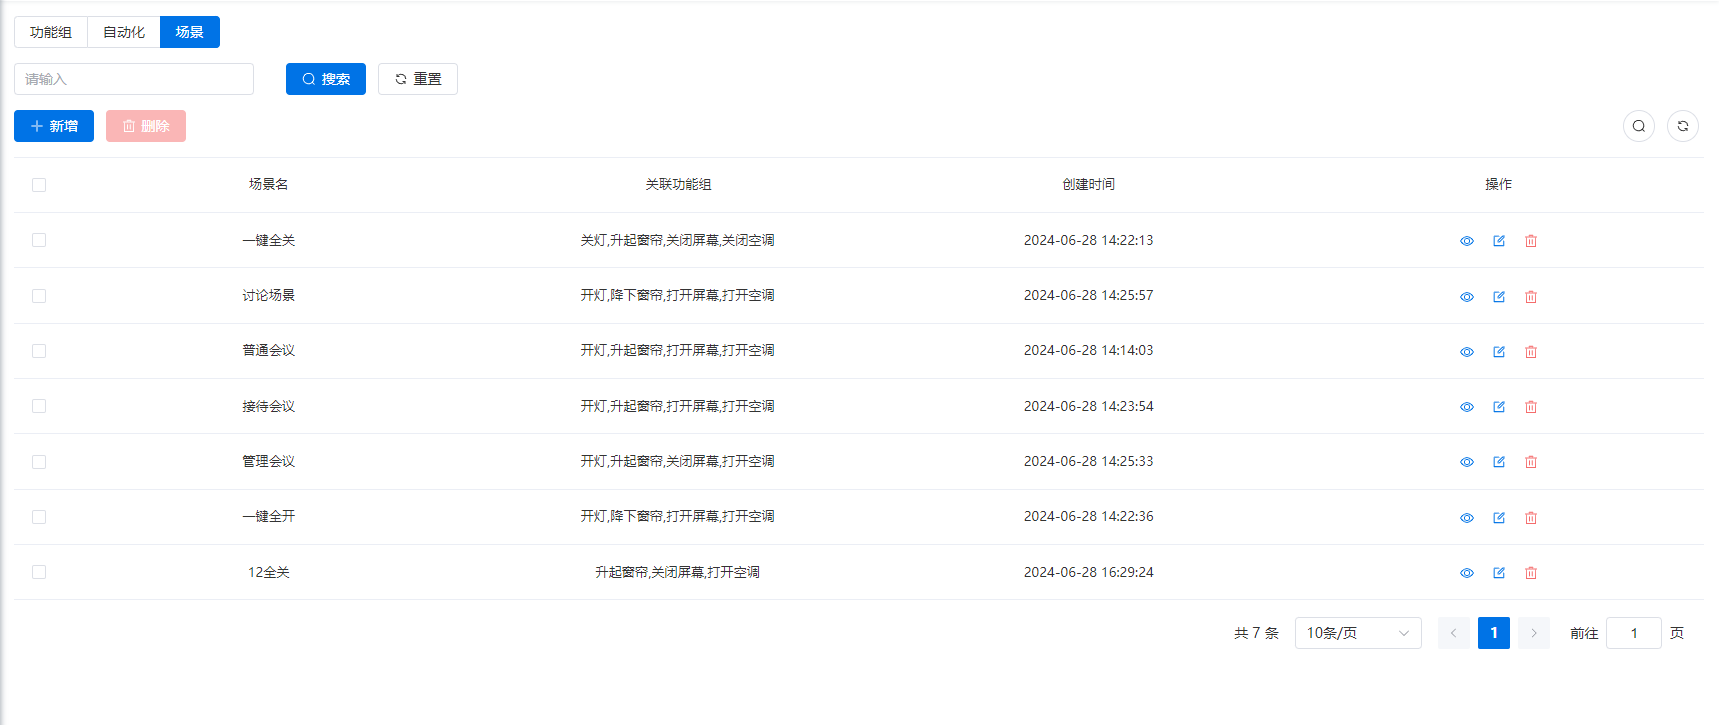 功能组 自动化 场景
请输入 搜索 重置
新增 删除
场景名 关联功能组 创建时间 操作
一键全关 关灯,升起窗帘,关闭屏幕,关闭空调 2024-06-28 14:22:13
讨论场景 开灯,降下窗帘,打开屏幕,打开空调 2024-06-28 14:25:57
普通会议 开灯,升起窗帘,打开屏幕,打开空调 2024-06-28 14:14:03
接待会议 开灯,升起窗帘,打开屏幕,打开空调 2024-06-28 14:23:54
管理会议 开灯,升起窗帘,关闭屏幕,打开空调 2024-06-28 14:25:33
一键全开 开灯,降下窗帘,打开屏幕,打开空调 2024-06-28 14:22:36
12全关 升起窗帘,关闭屏幕,打开空调 2024-06-28 16:29:24
共 7 条 10条/页 1 前往 1 页